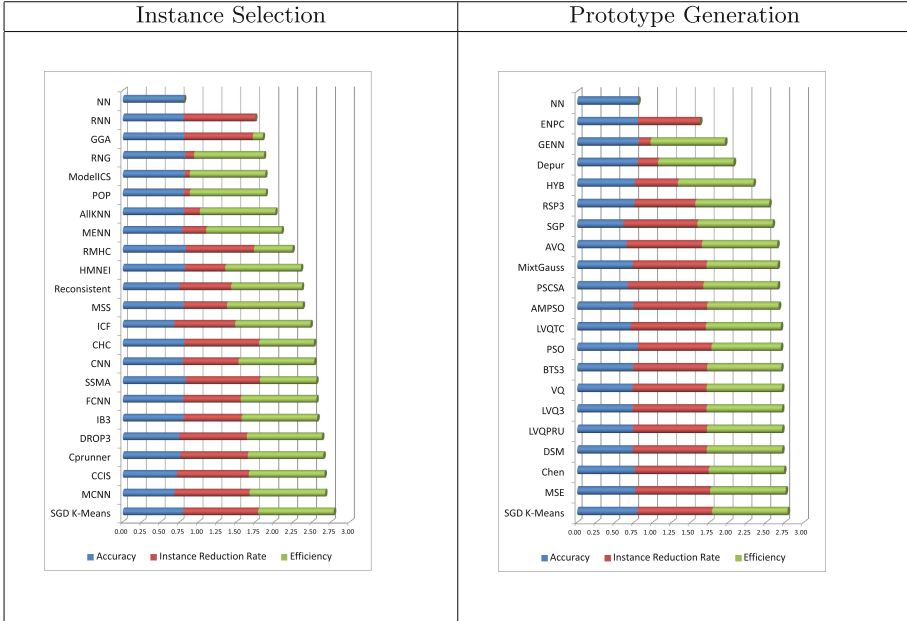 Instance Selection
Prototype Generation
NN
RNN
GGA
RNG
ModelICS
POP
AllKNN
MENN
RMHC
HMNEI
Reconsistent
MSS
ICF
CHC
CNN
SSMA
FCNN
IB3
DROP3
Cprunner
CCIS
MCNN
SGD K-Means
0.00 0.25 0.50 0.75 1.00 1.25 1.50 1.75 2.00 2.25 2.50 2.75 3.00
Accuracy Instance Reduction Rate Efficiency
NN
ENPC
GENN
Depur
HYB
RSP3
SGP
AVQ
MixtGauss
PSCSA
AMPSO
LVQTC
PSO
BTS3
VQ
LVQ3
LVQPRU
DSM
Chen
MSE
SGD K-Means
0.00 0.25 0.50 0.75 1.00 1.25 1.50 1.75 2.00 2.25 2.50 2.75 3.00
Accuracy Instance Reduction Rate Efficiency